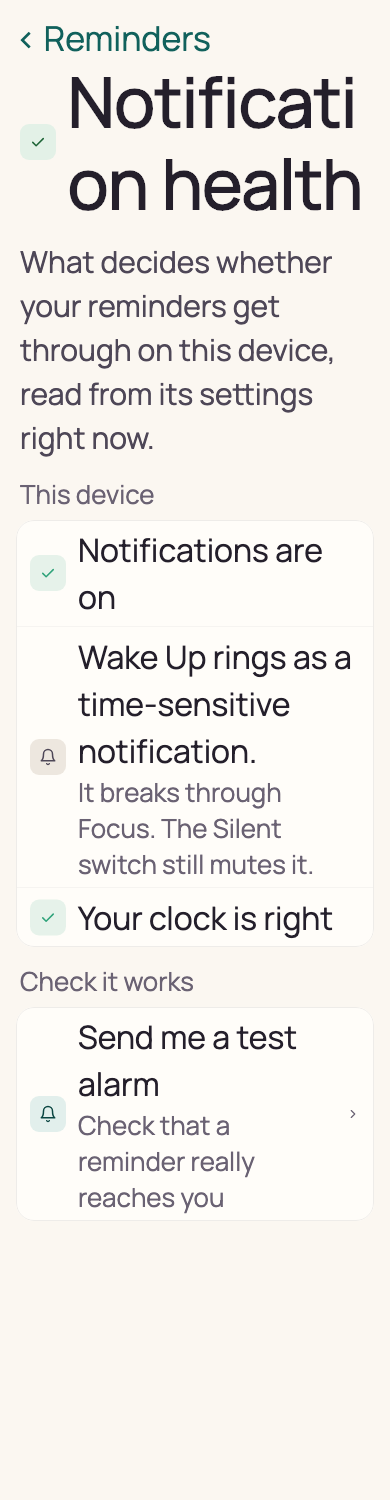 Reminders
Notificati
on health
What decides whether
your reminders get
through on this device,
read from its settings
right now.
This device
Notifications are
on
Wake Up rings as a
time-sensitive
notification.
It breaks through
Focus. The Silent
switch still mutes it.
Your clock is right
Check it works
Send me a test
alarm
Check that a
reminder really
reaches you